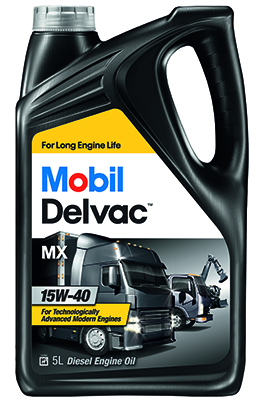 For Long Engine Life
Mobil
Delvac™
MX
15W-40
For Technologically
Advanced Modern Engines
5L Diesel Engine Oil